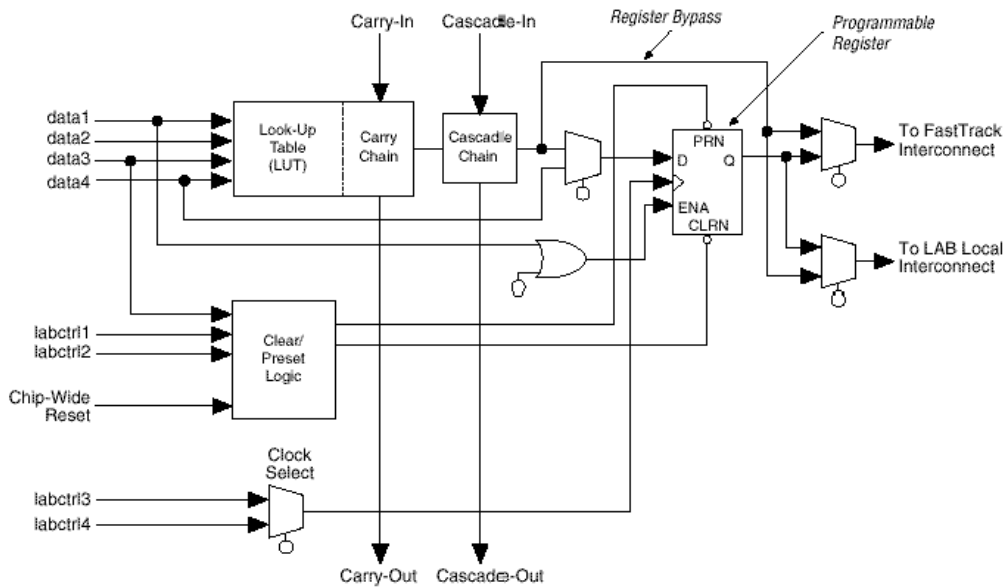 Carry-In
Cascade-In
Register Bypass
Programmable
Register
data1
data2
data3
data4
Look-Up
Table
(LUT)
Carry
Chain
Cascade
Chain
PRN
D
Q
ENA
CLRN
To FastTrack
Interconnect
To LAB Local
Interconnect
labctrl1
labctrl2
Clear/
Preset
Logic
Chip-Wide
Reset
Clock
Select
labctrl3
labctrl4
Carry-Out
Cascade-Out